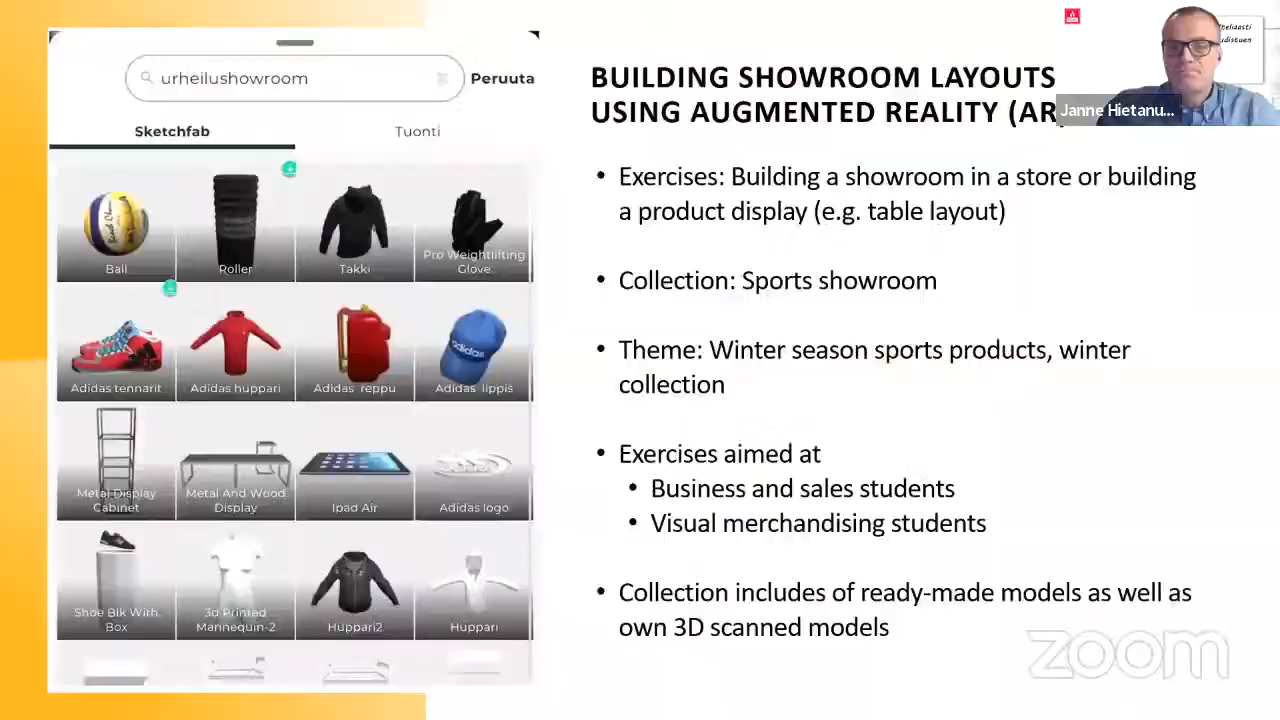 urheilushowroom
Peruuta
Sketchfab
Tuonti
Ball
Roller
Takki
Pro Weightlifting
Glove
Adidas tennarit
Adidas huppari
Adidas reppu
adidas
Adidas lippis
Metal Display
Cabinet
Metal And Wood
Display
Ipad Air
Adidas logo
Shoe Blk With
Box
3d Printed
Mannequin-2
Huppari2
Huppari
BUILDING SHOWROOM LAYOUTS
USING AUGMENTED REALITY (AR
Janne Hietanu...
• Exercises: Building a showroom in a store or building
a product display (e.g. table layout)
• Collection: Sports showroom
• Theme: Winter season sports products, winter
collection
• Exercises aimed at
• Business and sales students
• Visual merchandising students
• Collection includes of ready-made models as well as
own 3D scanned models
zoom